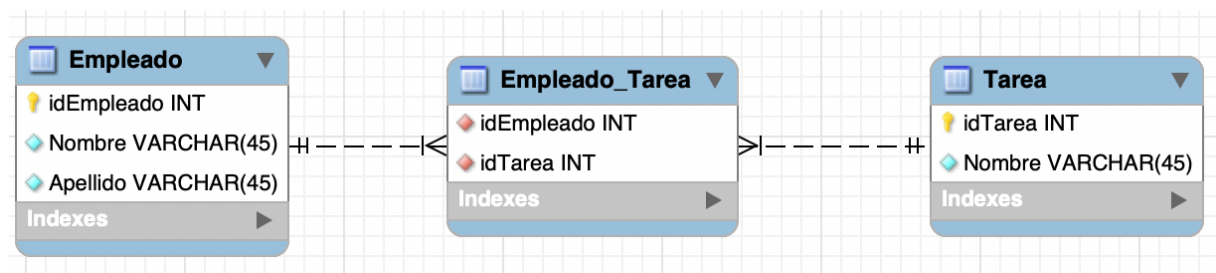 Empleado
idEmpleado INT
Nombre VARCHAR(45)
Apellido VARCHAR(45)
Indexes
Empleado_Tarea
idEmpleado INT
idTarea INT
Indexes
Tarea
idTarea INT
Nombre VARCHAR(45)
Indexes